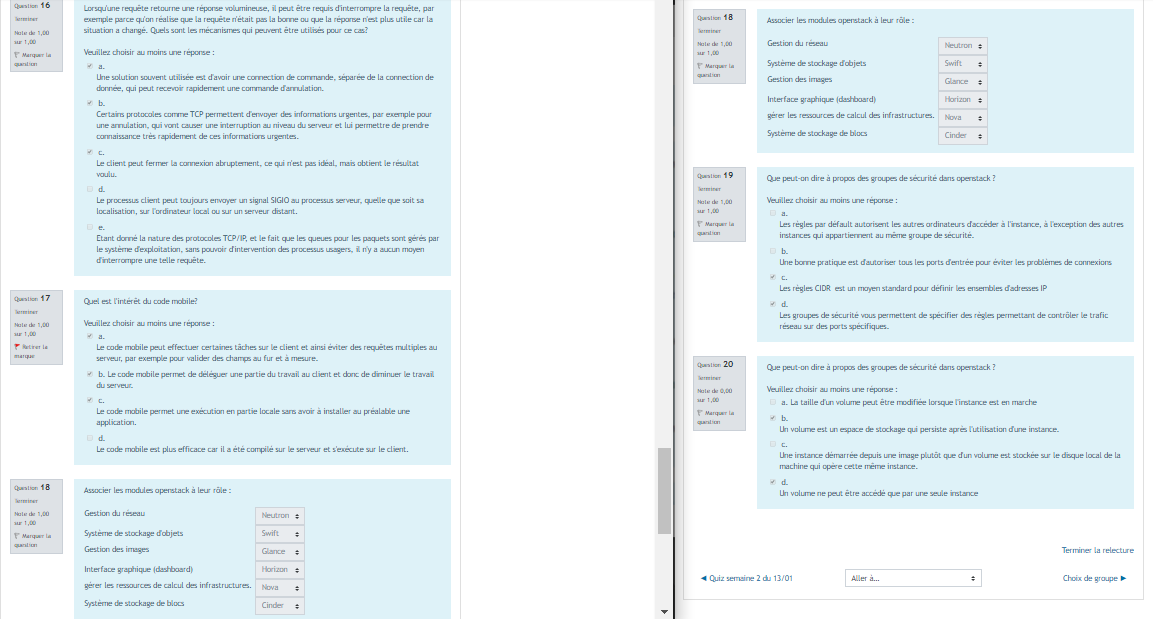 Question 16
Terminer
Note de 1,00
sur 1,00
Marquer la
question
Lorsqu'une requête retourne une réponse volumineuse, il peut être requis d'interrompre la requête, par
exemple parce qu'on réalise que la requête n'était pas la bonne ou que la réponse n'est plus utile car la
situation a changé. Quels sont les mécanismes qui peuvent être utilisés pour ce cas?
Veuillez choisir au moins une réponse :
a.
Une solution souvent utilisée est d'avoir une connection de commande, séparée de la connection de
donnée, qui peut recevoir rapidement une commande d'annulation.
b.
Certains protocoles comme TCP permettent d'envoyer des informations urgentes, par exemple pour
une annulation, qui vont causer une interruption au niveau du serveur et lui permettre de prendre
connaissance très rapidement de ces informations urgentes.
c.
Le client peut fermer la connexion abruptement, ce qui n'est pas idéal, mais obtient le résultat
voulu.
d.
Le processus client peut toujours envoyer un signal SIGIO au processus serveur, quelle que soit sa
localisation, sur l'ordinateur local ou sur un serveur distant.
e.
Etant donné la nature des protocoles TCP/IP, et le fait que les queues pour les paquets sont gérés par
le système d'exploitation, sans pouvoir d'intervention des processus usagers, il n'y a aucun moyen
d'interrompre une telle requête.
Question 17
Terminer
Note de 1,00
sur 1,00
Retirer la
marque
Quel est l'intérêt du code mobile?
Veuillez choisir au moins une réponse :
a.
Le code mobile peut effectuer certaines tâches sur le client et ainsi éviter des requêtes multiples au
serveur, par exemple pour valider des champs au fur et à mesure.
b. Le code mobile permet de déléguer une partie du travail au client et donc de diminuer le travail
du serveur.
c.
Le code mobile permet une exécution en partie locale sans avoir à installer au préalable une
application.
d.
Le code mobile est plus efficace car il a été compilé sur le serveur et s'exécute sur le client.
Question 18
Terminer
Note de 1,00
sur 1,00
Marquer la
question
Associer les modules openstack à leur rôle :
Gestion du réseau Neutron
Système de stockage d'objets Swift
Gestion des images Glance
Interface graphique (dashboard) Horizon
gérer les ressources de calcul des infrastructures. Nova
Système de stockage de blocs Cinder
Question 18
Terminer
Note de 1,00
sur 1,00
Marquer la
question
Associer les modules openstack à leur rôle :
Gestion du réseau Neutron
Système de stockage d'objets Swift
Gestion des images Glance
Interface graphique (dashboard) Horizon
gérer les ressources de calcul des infrastructures. Nova
Système de stockage de blocs Cinder
Question 19
Terminer
Note de 1,00
sur 1,00
Marquer la
question
Que peut-on dire à propos des groupes de sécurité dans openstack ?
Veuillez choisir au moins une réponse :
a.
Les règles par défault autorisent les autres ordinateurs d'accéder à l'instance, à l'exception des autres
instances qui appartiennent au même groupe de sécurité.
b.
Une bonne pratique est d'autoriser tous les ports d'entrée pour éviter les problèmes de connexions
c.
Les règles CIDR est un moyen standard pour définir les ensembles d'adresses IP
d.
Les groupes de sécurité vous permettent de spécifier des règles permettant de contrôler le trafic
réseau sur des ports spécifiques.
Question 20
Terminer
Note de 0,00
sur 1,00
Marquer la
question
Que peut-on dire à propos des groupes de sécurité dans openstack ?
Veuillez choisir au moins une réponse :
a. La taille d'un volume peut être modifiée lorsque l'instance est en marche
b.
Un volume est un espace de stockage qui persiste après l'utilisation d'une instance.
c.
Une instance démarrée depuis une image plutôt que d'un volume est stockée sur le disque local de la
machine qui opère cette même instance.
d.
Un volume ne peut être accédé que par une seule instance
Terminer la relecture
◄ Quiz semaine 2 du 13/01
Aller à...
Choix de groupe ►